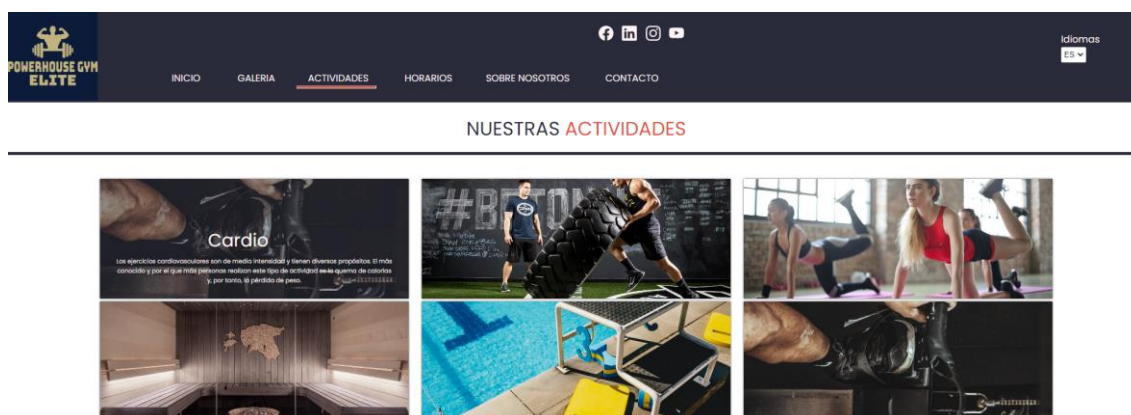 POWERHOUSE GYM
ELITE
Idiomas
ES
INICIO GALERIA ACTIVIDADES HORARIOS SOBRE NOSOTROS CONTACTO
NUESTRAS ACTIVIDADES
Cardio
Los ejercicios cardiovasculares son de media intensidad y tienen diversos propósitos. El más
conocido y por el que más personas realizan este tipo de actividad es la quema de calorías
y, por tanto, la pérdida de peso.